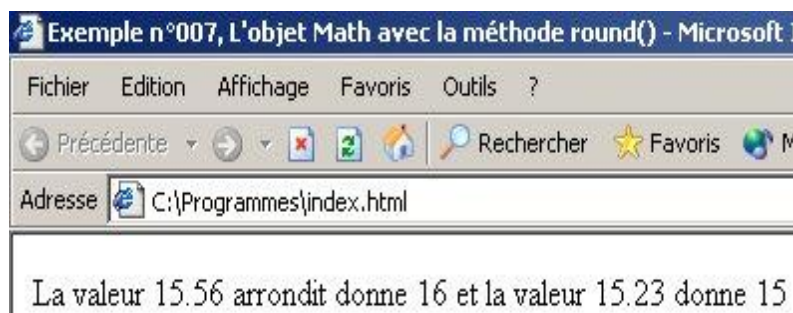 Exemple n°007, L'objet Math avec la méthode round() - Microsoft
Fichier Edition Affichage Favoris Outils ?
Précédente Rechercher Favoris
Adresse C:\Programmes\index.html
La valeur 15.56 arrondit donne 16 et la valeur 15.23 donne 15